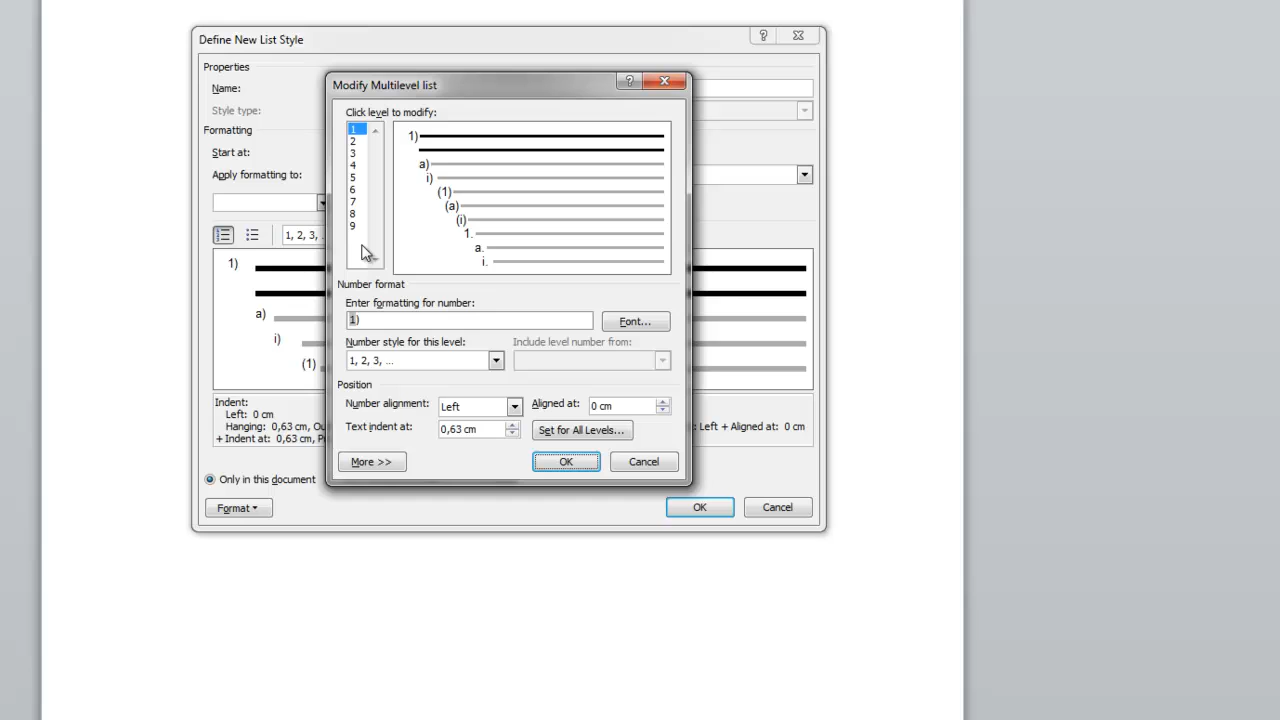 Define New List Style
Properties
Name:
Style type:
Formatting
Start at:
Apply formatting to:
1, 2, 3,
1)
a)
i)
(1)
Indent:
Left: 0 cm
Hanging: 0,63 cm, Ou
+ Indent at: 0,63 cm, P
: Left + Aligned at: 0 cm
Only in this document
Format
OK
Cancel
Modify Multilevel list
Click level to modify:
1
2
3
4
5
6
7
8
9
1)
a)
i)
(1)
(a)
(i)
1.
a.
i.
Number format
Enter formatting for number:
1)
Font...
Number style for this level:
Include level number from:
1, 2, 3, ...
Position
Number alignment:
Left
Aligned at:
0 cm
Text indent at:
0,63 cm
Set for All Levels...
More >>
OK
Cancel